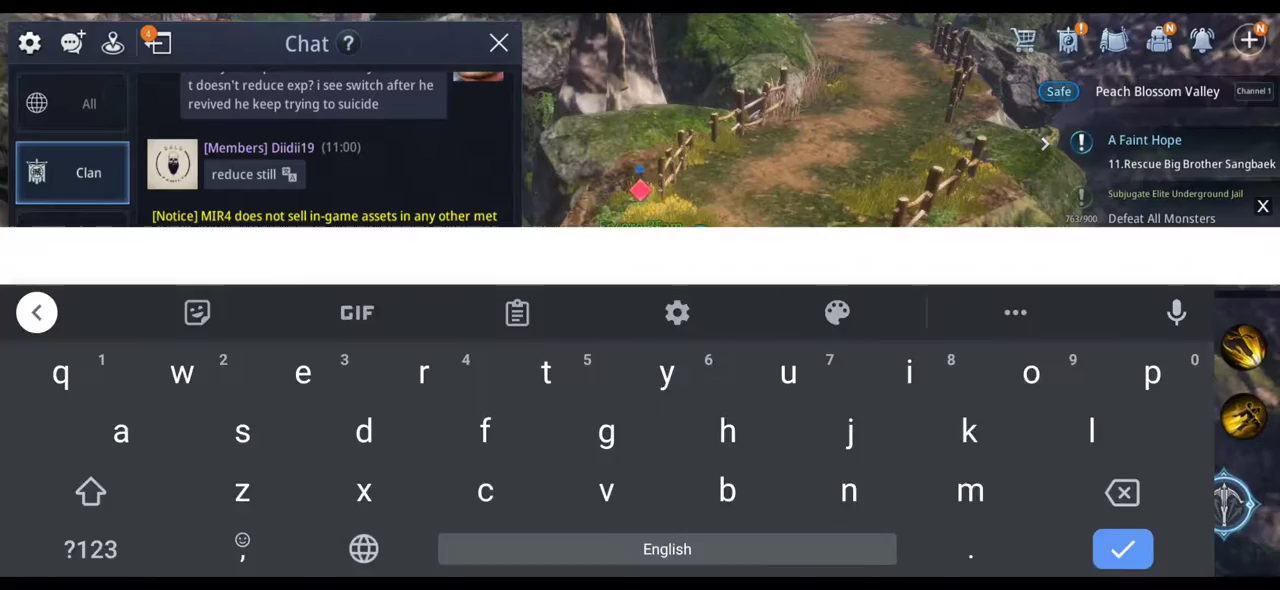 4
Chat ?
t doesn't reduce exp? i see switch after he
revived he keep trying to suicide
All
[Members] Diidii19 (11:00)
reduce still
Clan
[Notice] MIR4 does not sell in-game assets in any other met
! N N
Safe Peach Blossom Valley Channel 1
A Faint Hope
11.Rescue Big Brother Sangbaek
Subjugate Elite Underground Jail
763/900 Defeat All Monsters
X
GIF
q 1 w 2 e 3 r 4 t 5 y 6 u 7 i 8 o 9 p 0
a s d f g h j k l
z x c v b n m
?123 , English .